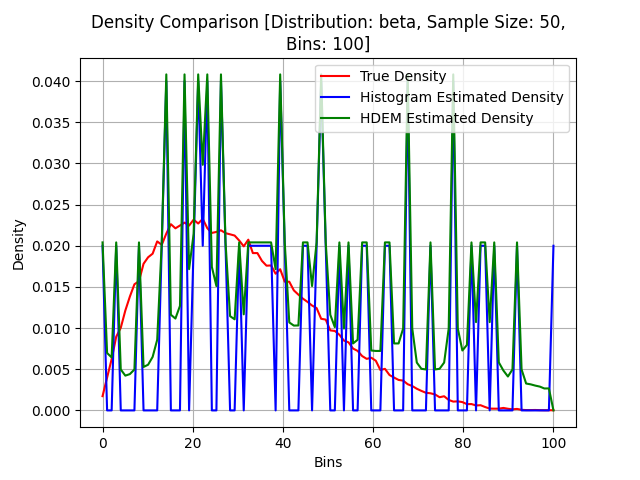 Density Comparison [Distribution: beta, Sample Size: 50,
Bins: 100]
True Density
Histogram Estimated Density
HDEM Estimated Density
Density
0.040
0.035
0.030
0.025
0.020
0.015
0.010
0.005
0.000
0 20 40 60 80 100
Bins